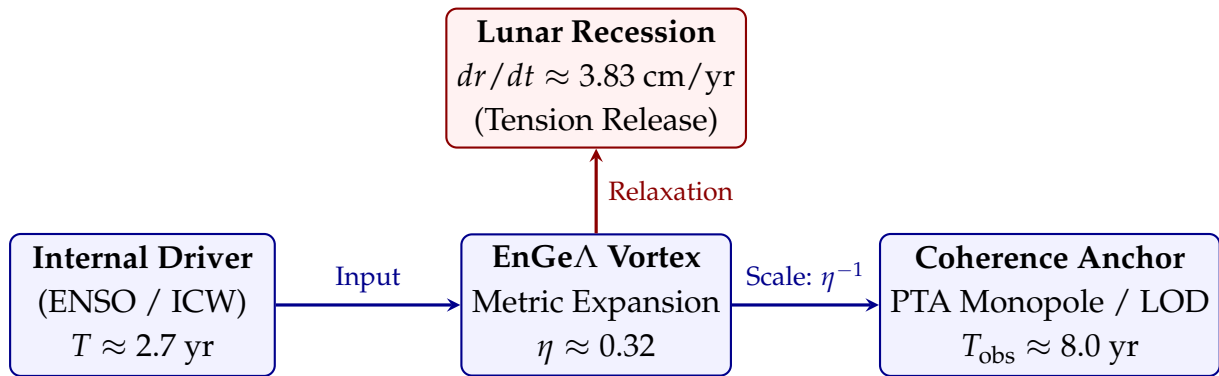 Lunar Recession
dr/dt ≈ 3.83 cm/yr
(Tension Release)
Relaxation
Internal Driver
(ENSO / ICW)
T ≈ 2.7 yr
Input
EnGeΛ Vortex
Metric Expansion
η ≈ 0.32
Scale: η⁻¹
Coherence Anchor
PTA Monopole / LOD
T_obs ≈ 8.0 yr